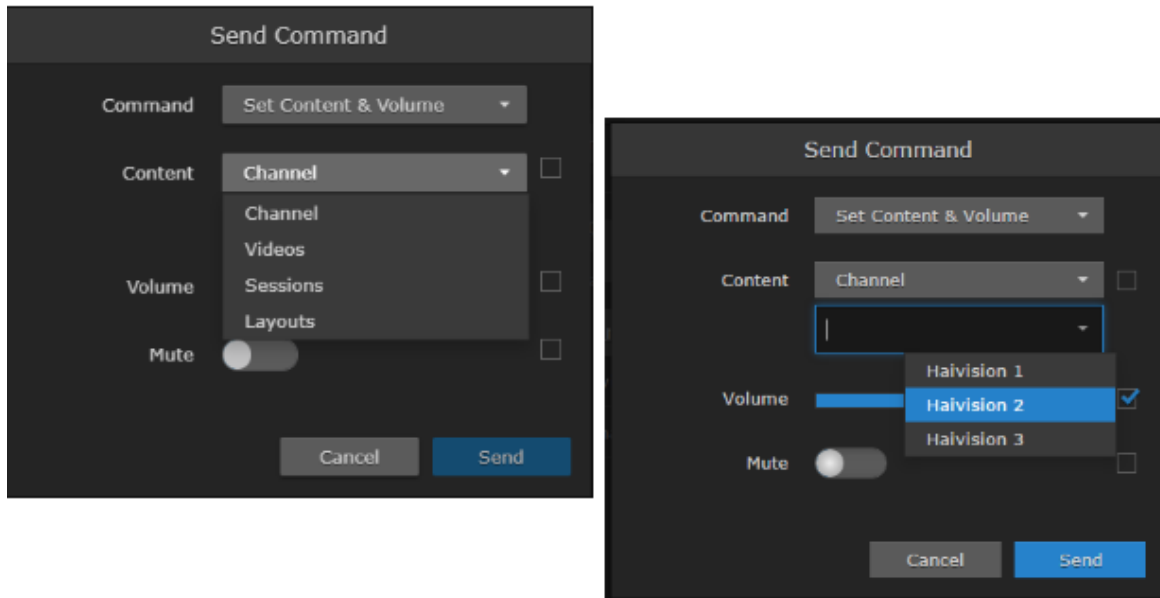 Send Command
Command Set Content & Volume
Content Channel
Channel
Videos
Volume Sessions
Layouts
Mute
Cancel Send
Send Command
Command Set Content & Volume
Content Channel
Haivision 1
Volume Haivision 2
Haivision 3
Mute
Cancel Send